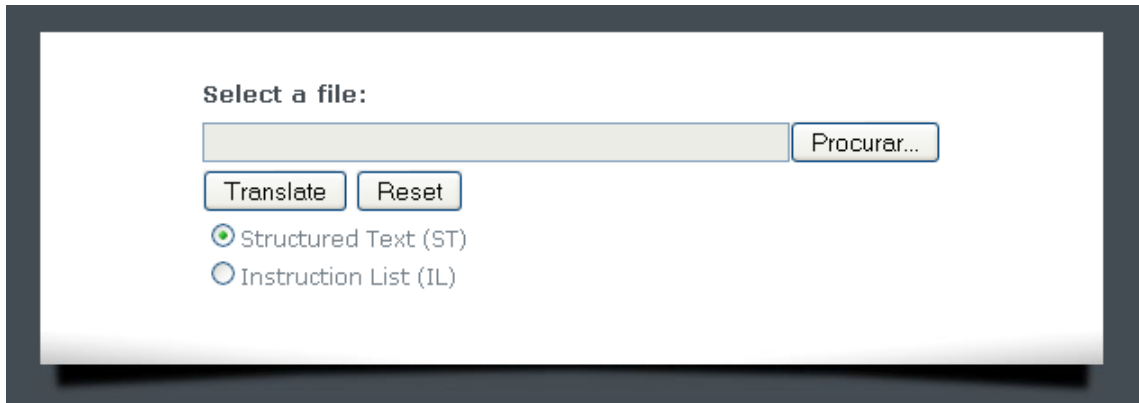 Select a file:
Procurar...
Translate Reset
Structured Text (ST)
Instruction List (IL)